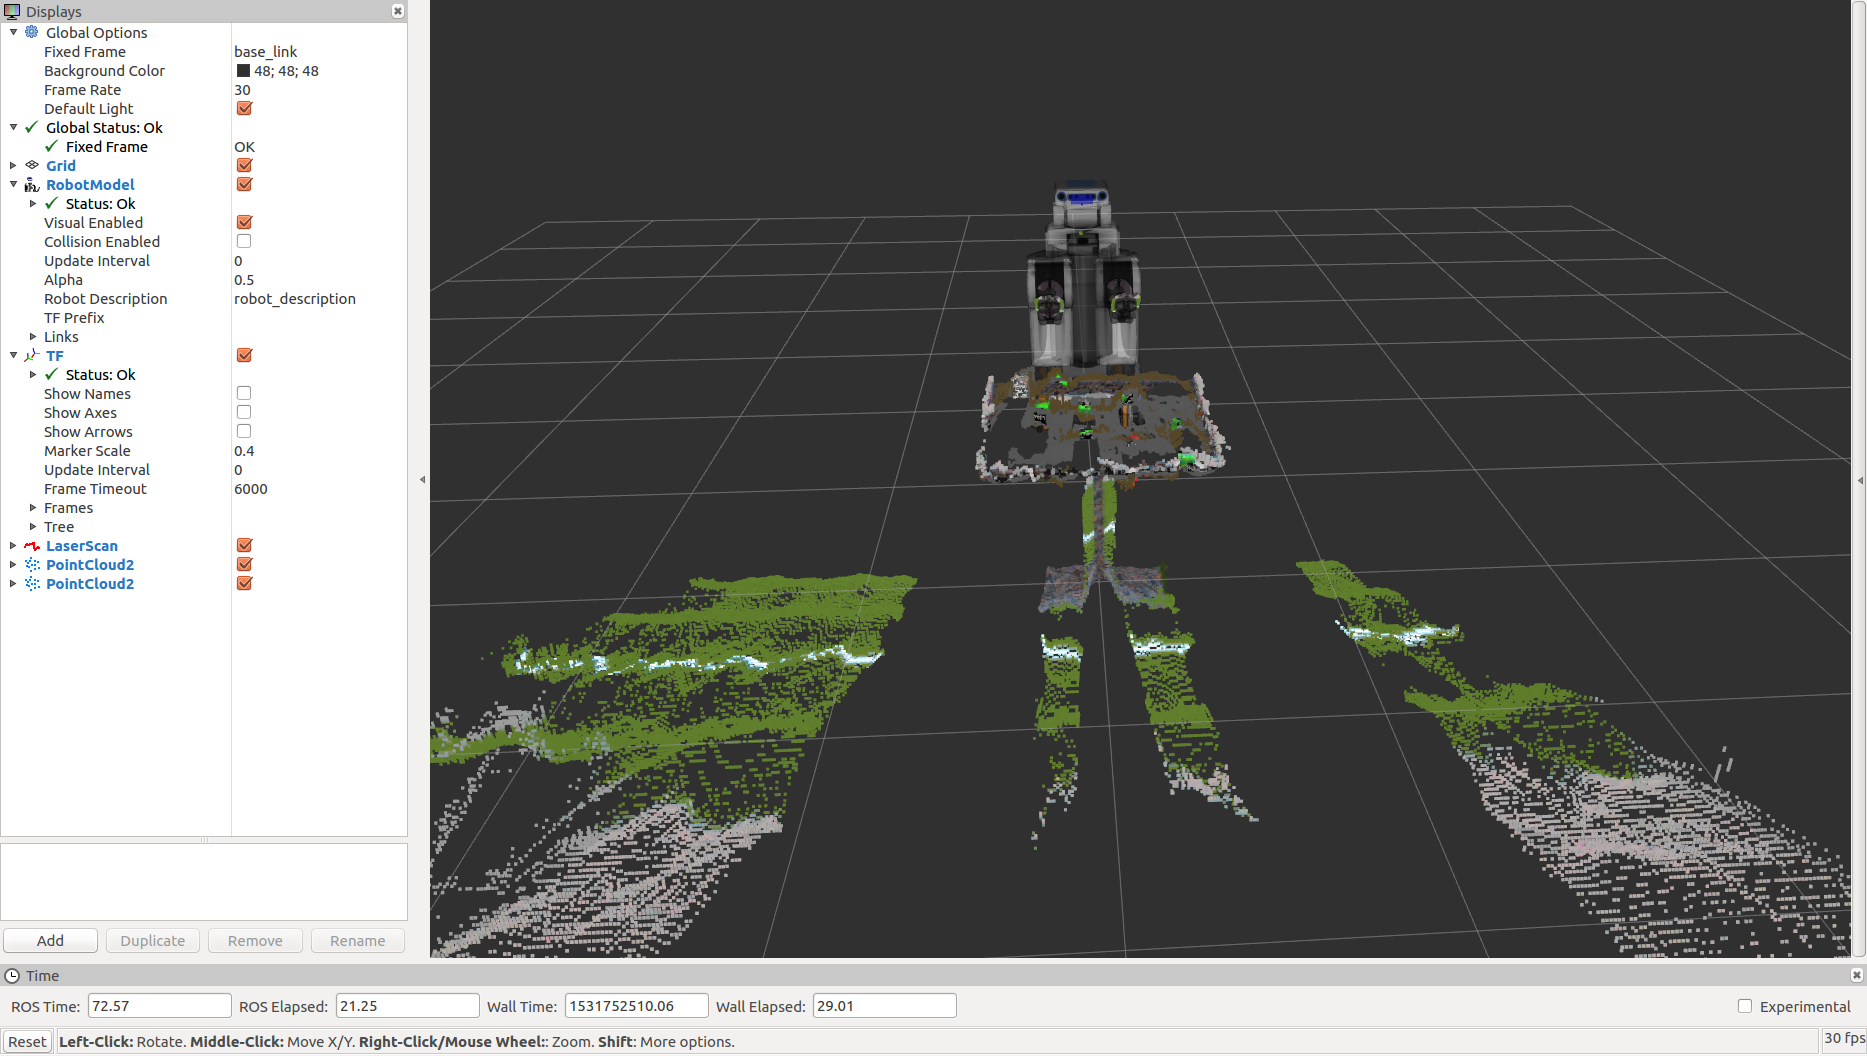 Displays
Global Options
Fixed Frame base_link
Background Color 48; 48; 48
Frame Rate 30
Default Light
Global Status: Ok
Fixed Frame OK
Grid
RobotModel
Status: Ok
Visual Enabled
Collision Enabled
Update Interval 0
Alpha 0.5
Robot Description robot_description
TF Prefix
Links
TF
Status: Ok
Show Names
Show Axes
Show Arrows
Marker Scale 0.4
Update Interval 0
Frame Timeout 6000
Frames
Tree
LaserScan
PointCloud2
PointCloud2
Add Duplicate Remove Rename
Time
ROS Time: 72.57 ROS Elapsed: 21.25 Wall Time: 1531752510.06 Wall Elapsed: 29.01 Experimental
Reset Left-Click: Rotate. Middle-Click: Move X/Y. Right-Click/Mouse Wheel:: Zoom. Shift: More options. 30 fps